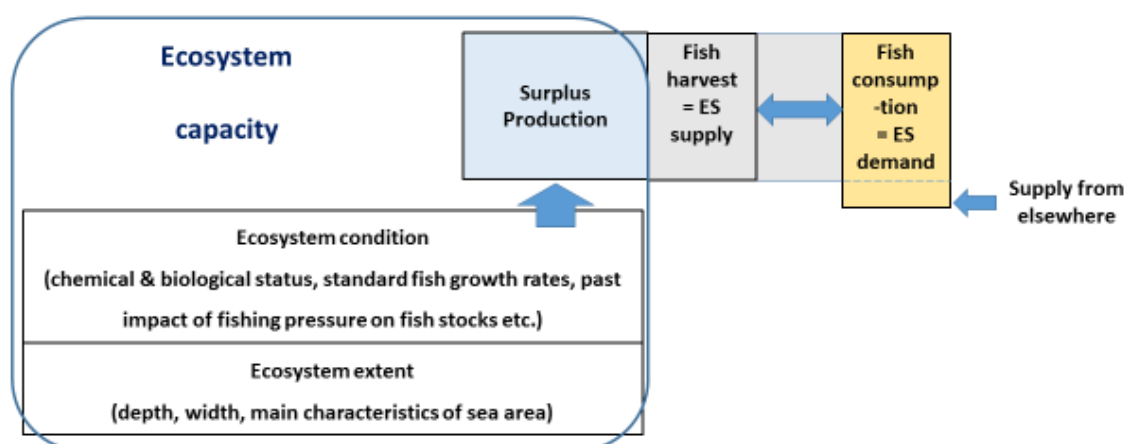 Ecosystem
capacity
Surplus
Production
Fish
harvest
= ES
supply
Fish
consump
-tion
= ES
demand
Supply from
elsewhere
Ecosystem condition
(chemical & biological status, standard fish growth rates, past
impact of fishing pressure on fish stocks etc.)
Ecosystem extent
(depth, width, main characteristics of sea area)